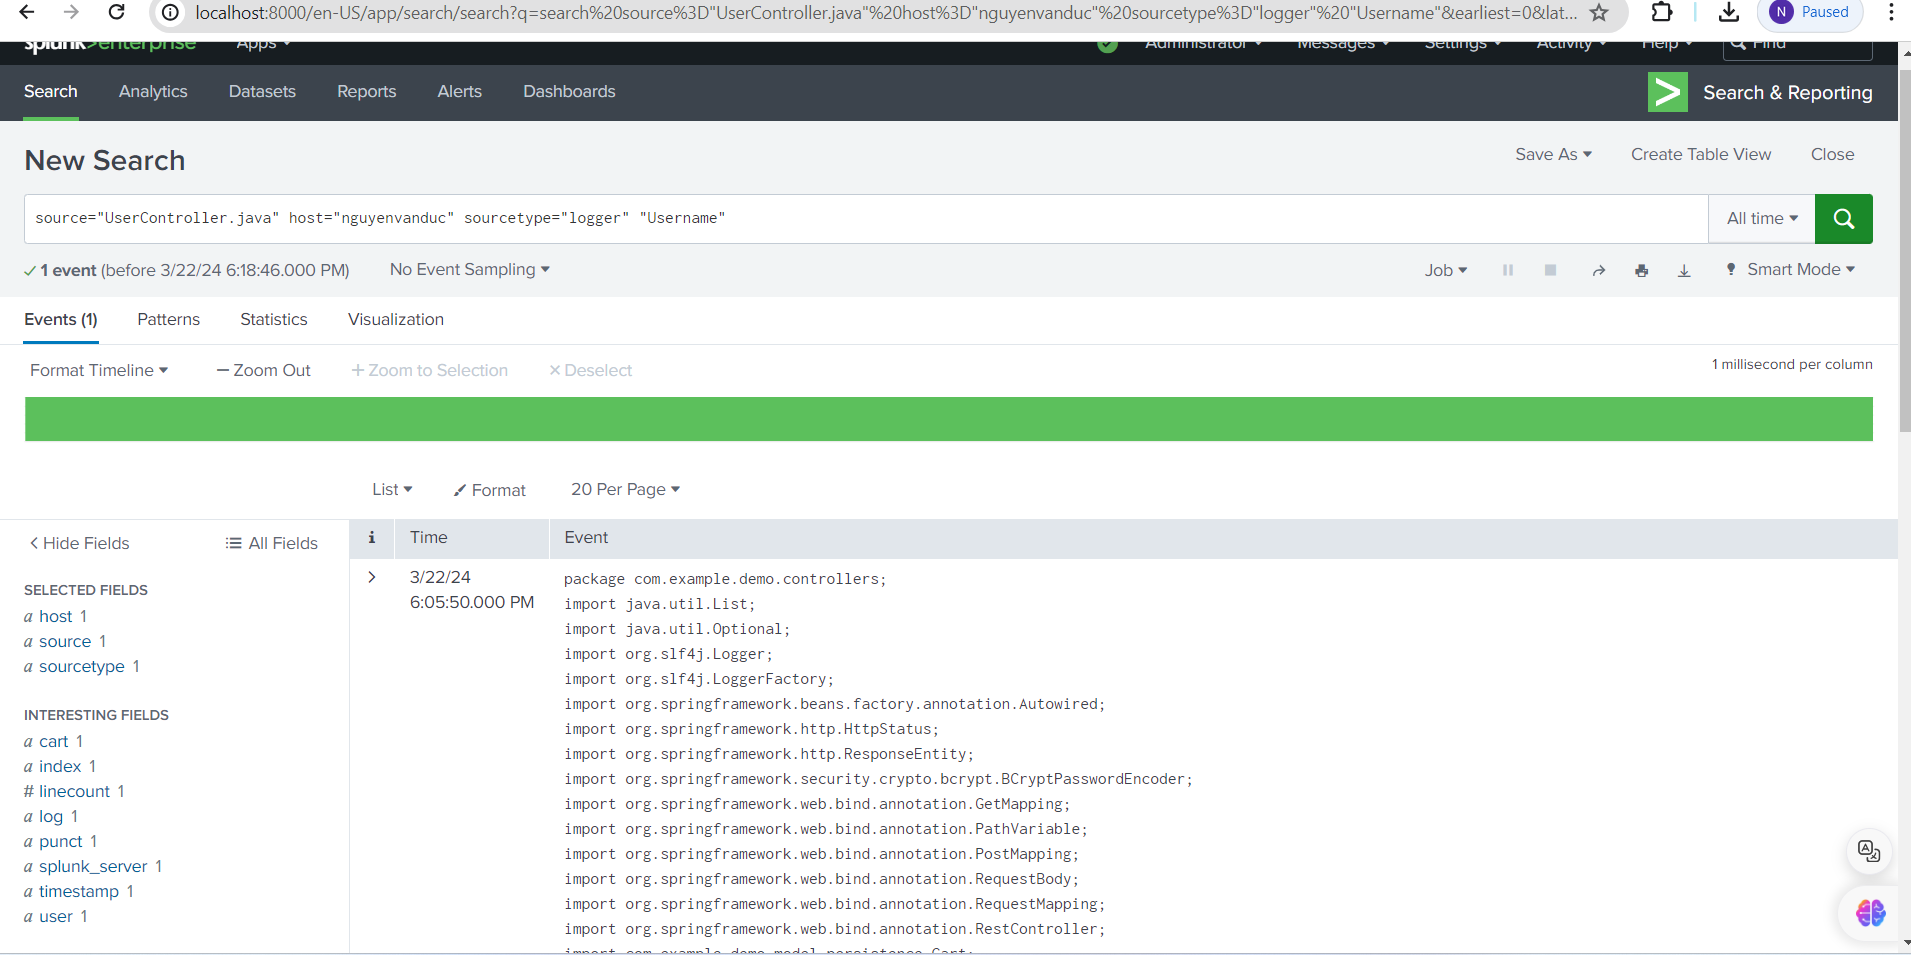 localhost:8000/en-US/app/search/search?q=search%20source%3D"UserController.java"%20host%3D"nguyenvanduc"%20sourcetype%3D"logger"%20"Username"&earliest=0&lat...
N Paused
splunk>enterprise Apps Administrator Messages Settings Activity Help Find
Search Analytics Datasets Reports Alerts Dashboards Search & Reporting
New Search Save As Create Table View Close
source="UserController.java" host="nguyenvanduc" sourcetype="logger" "Username" All time
1 event (before 3/22/24 6:18:46.000 PM) No Event Sampling Job Smart Mode
Events (1) Patterns Statistics Visualization
Format Timeline — Zoom Out + Zoom to Selection × Deselect 1 millisecond per column
List Format 20 Per Page
< Hide Fields All Fields
SELECTED FIELDS
a host 1
a source 1
a sourcetype 1
INTERESTING FIELDS
a cart 1
a index 1
# linecount 1
a log 1
a punct 1
a splunk_server 1
a timestamp 1
a user 1
i Time Event
> 3/22/24
6:05:50.000 PM
package com.example.demo.controllers;
import java.util.List;
import java.util.Optional;
import org.slf4j.Logger;
import org.slf4j.LoggerFactory;
import org.springframework.beans.factory.annotation.Autowired;
import org.springframework.http.HttpStatus;
import org.springframework.http.ResponseEntity;
import org.springframework.security.crypto.bcrypt.BCryptPasswordEncoder;
import org.springframework.web.bind.annotation.GetMapping;
import org.springframework.web.bind.annotation.PathVariable;
import org.springframework.web.bind.annotation.PostMapping;
import org.springframework.web.bind.annotation.RequestBody;
import org.springframework.web.bind.annotation.RequestMapping;
import org.springframework.web.bind.annotation.RestController;
import com.example.demo.model.persistence.Cart;